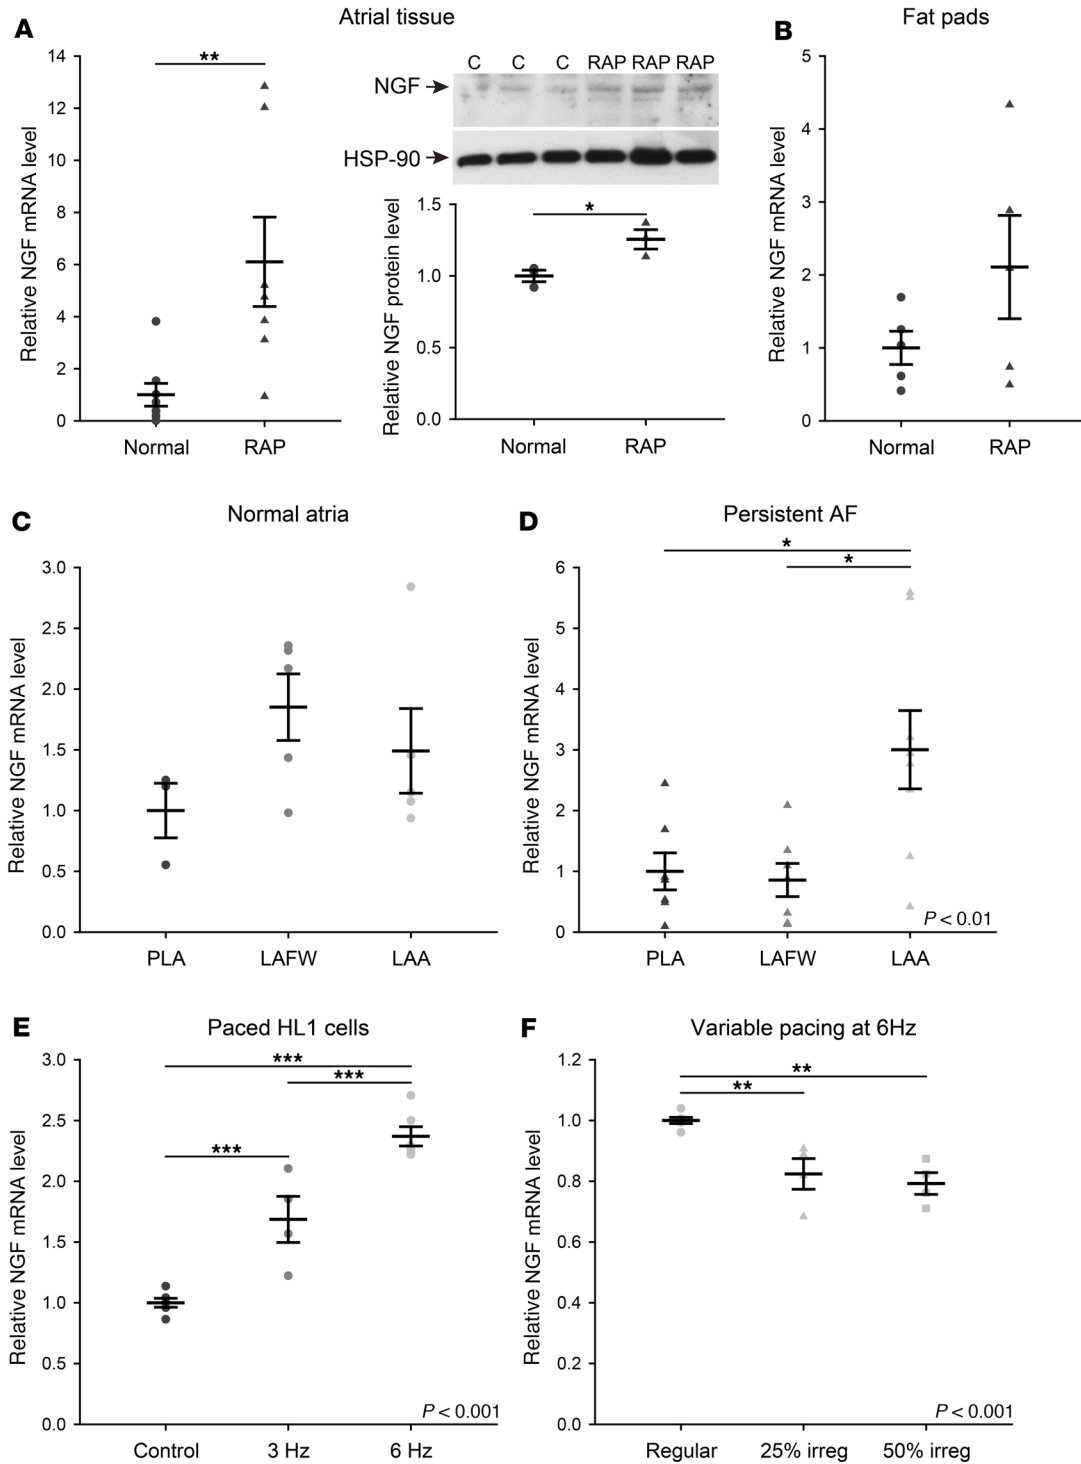 A
Atrial tissue
Relative NGF mRNA level
14
12
10
8
6
4
2
0
**
Normal
RAP
C C C RAP RAP RAP
NGF
HSP-90
Relative NGF protein level
1.5
1.0
0.5
0.0
*
Normal
RAP
B
Fat pads
Relative NGF mRNA level
5
4
3
2
1
0
Normal
RAP
C
Normal atria
Relative NGF mRNA level
3.0
2.5
2.0
1.5
1.0
0.5
0.0
PLA
LAFW
LAA
D
Persistent AF
Relative NGF mRNA level
6
5
4
3
2
1
0
*
*
P < 0.01
PLA
LAFW
LAA
E
Paced HL1 cells
Relative NGF mRNA level
3.0
2.5
2.0
1.5
1.0
0.5
0.0
***
***
***
P < 0.001
Control
3 Hz
6 Hz
F
Variable pacing at 6Hz
Relative NGF mRNA level
1.2
1.0
0.8
0.6
0.4
0.2
0.0
**
**
P < 0.001
Regular
25% irreg
50% irreg